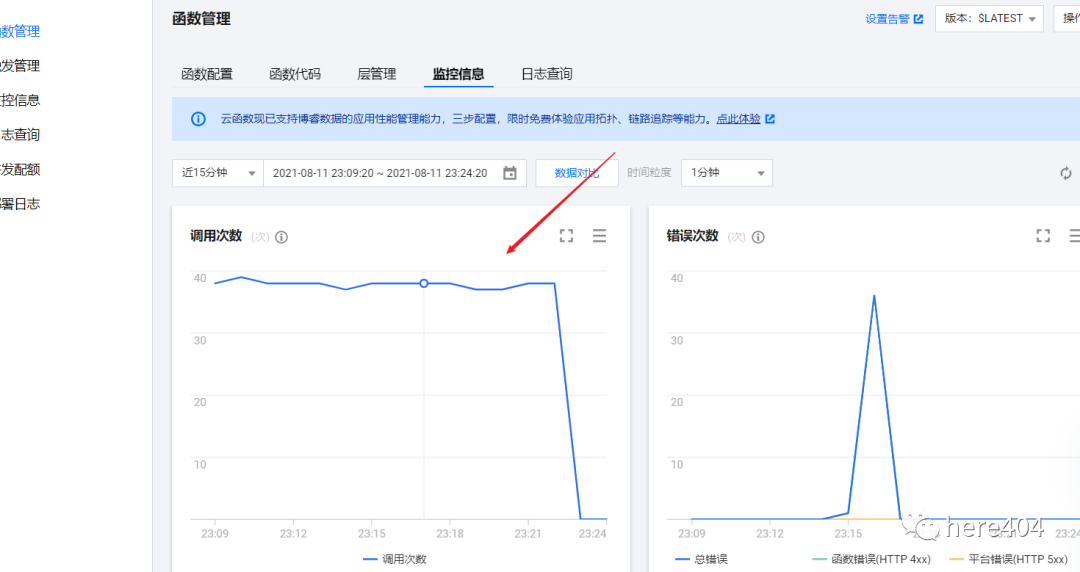 函数管理
设置告警
版本：$LATEST
数管理
发管理
控信息
志查询
发配额
署日志
函数配置
函数代码
层管理
监控信息
日志查询
云函数现已支持博睿数据的应用性能管理能力，三步配置，限时免费体验应用拓扑、链路追踪等能力。点此体验
近15分钟
2021-08-11 23:09:20 ~ 2021-08-11 23:24:20
数据对比
时间粒度
1分钟
调用次数（次）
40
30
20
10
23:09
23:12
23:15
23:18
23:21
23:24
调用次数
错误次数（次）
40
30
20
10
23:09
23:12
23:15
23:21
23:24
总错误
函数错误(HTTP 4xx)
平台错误(HTTP 5xx)
here404